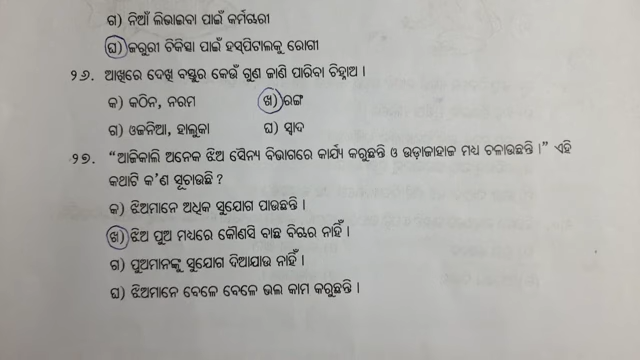 ଗ) ନିଆଁ ଲିଭାଇବା ପାଇଁ କର୍ମଚ୍ଚରୀ
ଘ) ଜରୁରୀ ଚିକିତ୍ସା ପାଇଁ ହସ୍ପିଟାଲକୁ ରୋଗୀ
୨୬. ଆଖିରେ ଦେଖି ବସ୍ତୁର କେଉଁ ଗୁଣ ଜାଣି ପାରିବା ଚିହ୍ନାଅ ।
କ) କଠିନ, ନରମ ଖ) ରଙ୍ଗ
ଗ) ଓଜନିଆ, ହାଲୁକା ଘ) ସ୍ୱାଦ
୨୭. “ଆଜିକାଲି ଅନେକ ଝିଅ ସୈନ୍ୟ ବିଭାଗରେ କାର୍ଯ୍ୟ କରୁଛନ୍ତି ଓ ଉଡ଼ାଜାହାଜ ମଧ୍ୟ ଚଳାଉଛନ୍ତି ।” ଏହି
କଥାଟି କ'ଣ ସୂଚାଉଛି ?
କ) ଝିଅମାନେ ଅଧିକ ସୁଯୋଗ ପାଉଛନ୍ତି ।
ଖ) ଝିଅ ପୁଅ ମଧ୍ୟରେ କୌଣସି ବାଛ ବିଚ୍ଚର ନାହିଁ ।
ଗ) ପୁଅମାନଙ୍କୁ ସୁଯୋଗ ଦିଆଯାଉ ନାହିଁ ।
ଘ) ଝିଅମାନେ ବେଳେ ବେଳେ ଭଲ କାମ କରୁଛନ୍ତି ।